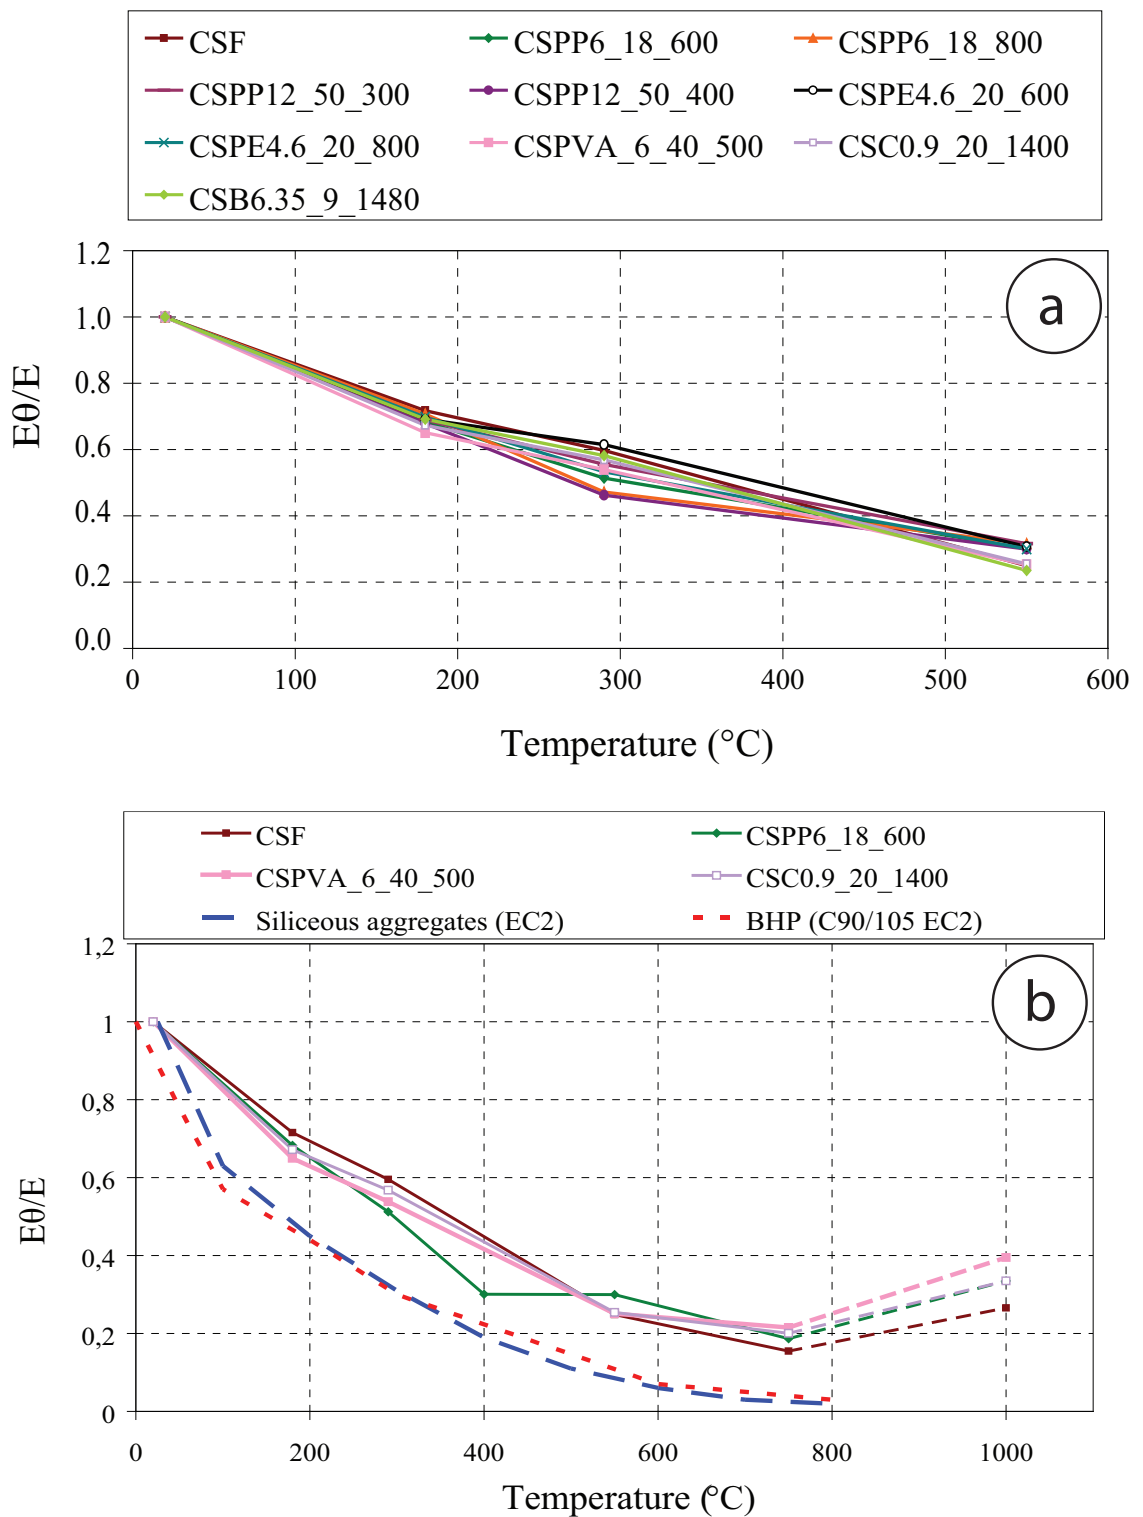 CSF CSPP6_18_600 CSPP6_18_800
CSPP12_50_300 CSPP12_50_400 CSPE4.6_20_600
CSPE4.6_20_800 CSPVA_6_40_500 CSC0.9_20_1400
CSB6.35_9_1480
1.2
1.0
0.8
0.6
0.4
0.2
0.0
Eθ/E
a
0 100 200 300 400 500 600
Temperature (°C)
CSF CSPP6_18_600
CSPVA_6_40_500 CSC0.9_20_1400
Siliceous aggregates (EC2) BHP (C90/105 EC2)
1,2
1
0,8
0,6
0,4
0,2
0
Eθ/E
b
0 200 400 600 800 1000
Temperature (°C)